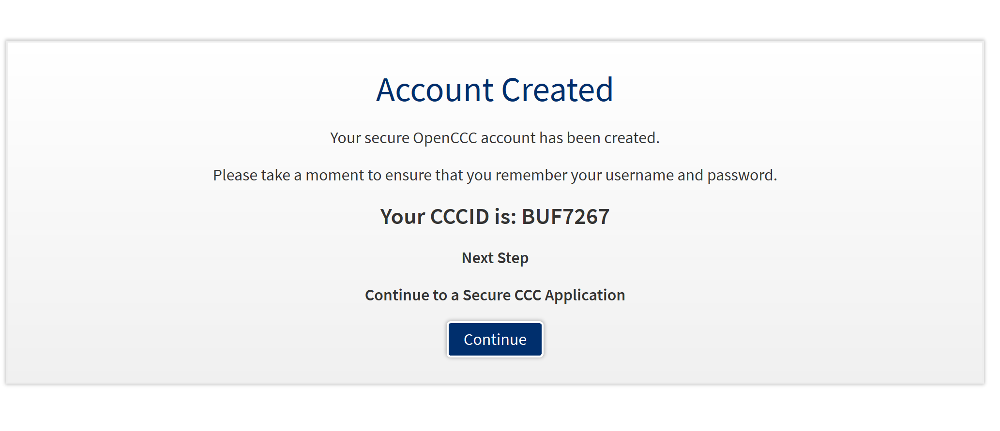 Account Created
Your secure OpenCCC account has been created.
Please take a moment to ensure that you remember your username and password.
Your CCCID is: BUF7267
Next Step
Continue to a Secure CCC Application
Continue